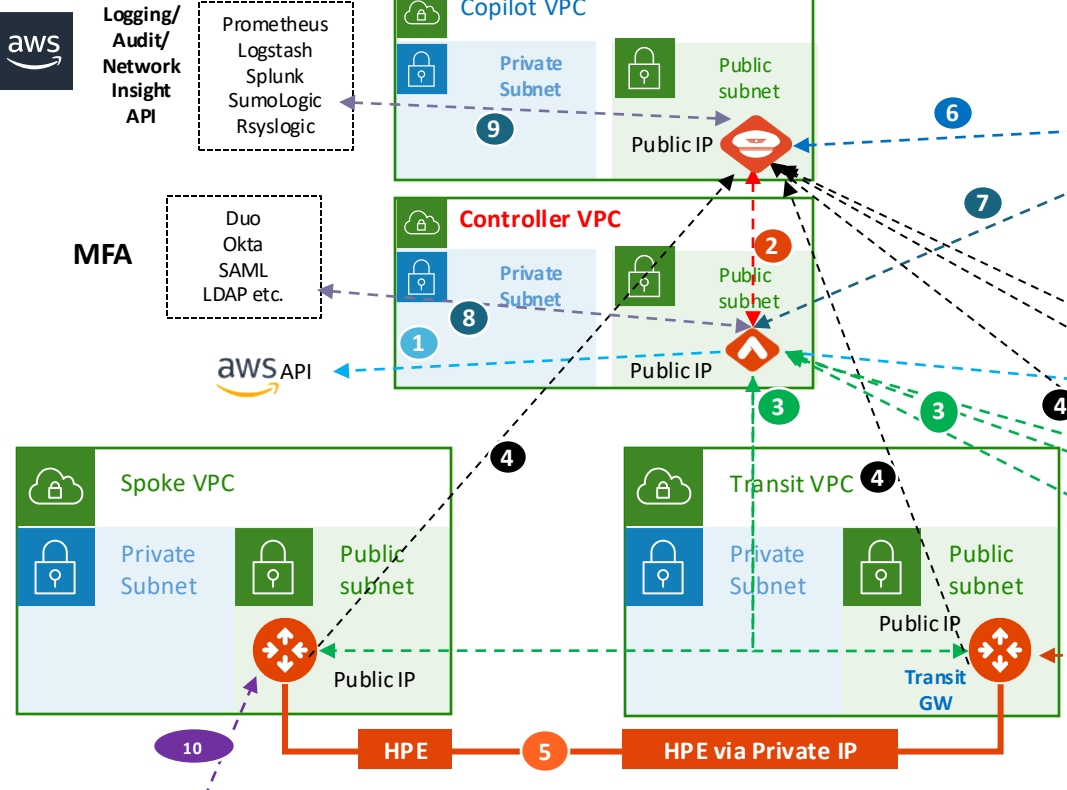 Copilot VPC
Logging/
Audit/
Network
Insight
API
aws
Prometheus
Logstash
Splunk
SumoLogic
Rsyslogic
Private
Subnet
Public
subnet
9
Public IP
6
7
Controller VPC
MFA
Duo
Okta
SAML
LDAP etc.
Private
Subnet
Public
subnet
2
8
1
aws API
Public IP
3
3
4
4
Spoke VPC
Transit VPC
4
Private
Subnet
Public
subnet
Private
Subnet
Public
subnet
Public IP
Public IP
Transit
GW
10
HPE
5
HPE via Private IP